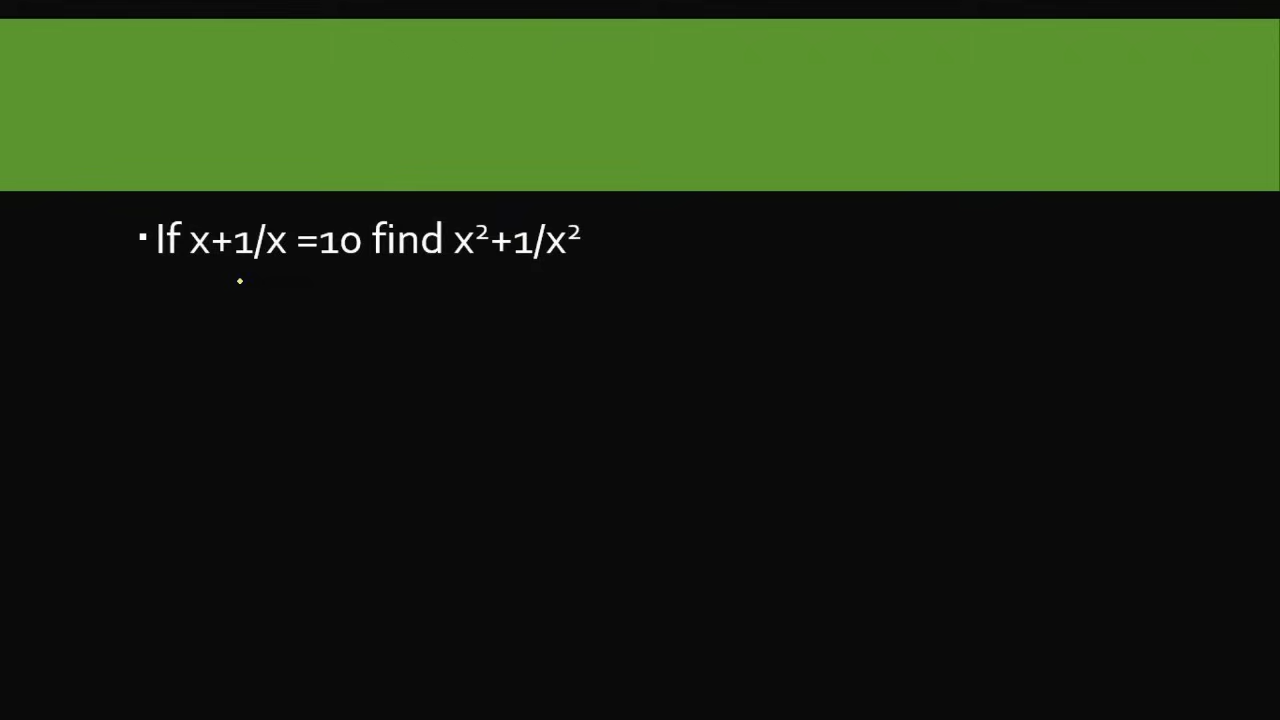 ▪If x+1/x =10 find x²+1/x²